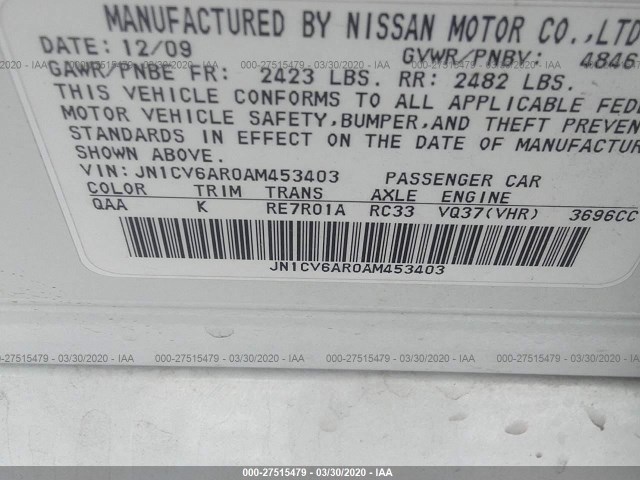 MANUFACTURED BY NISSAN MOTOR CO.,LTD
DATE: 12/09 GVWR/PNBV: 4846
GAWR/PNBE FR: 2423 LBS. RR: 2482 LBS.
THIS VEHICLE CONFORMS TO ALL APPLICABLE FED
MOTOR VEHICLE SAFETY,BUMPER,AND THEFT PREVEN
STANDARDS IN EFFECT ON THE DATE OF MANUFAC
SHOWN ABOVE.
VIN: JN1CV6AR0AM453403 PASSENGER CAR
COLOR TRIM TRANS AXLE ENGINE
QAA K RE7R01A RC33 VQ37(VHR) 3696CC
JN1CV6AR0AM453403
000-27515479 - 03/30/2020 - IAA